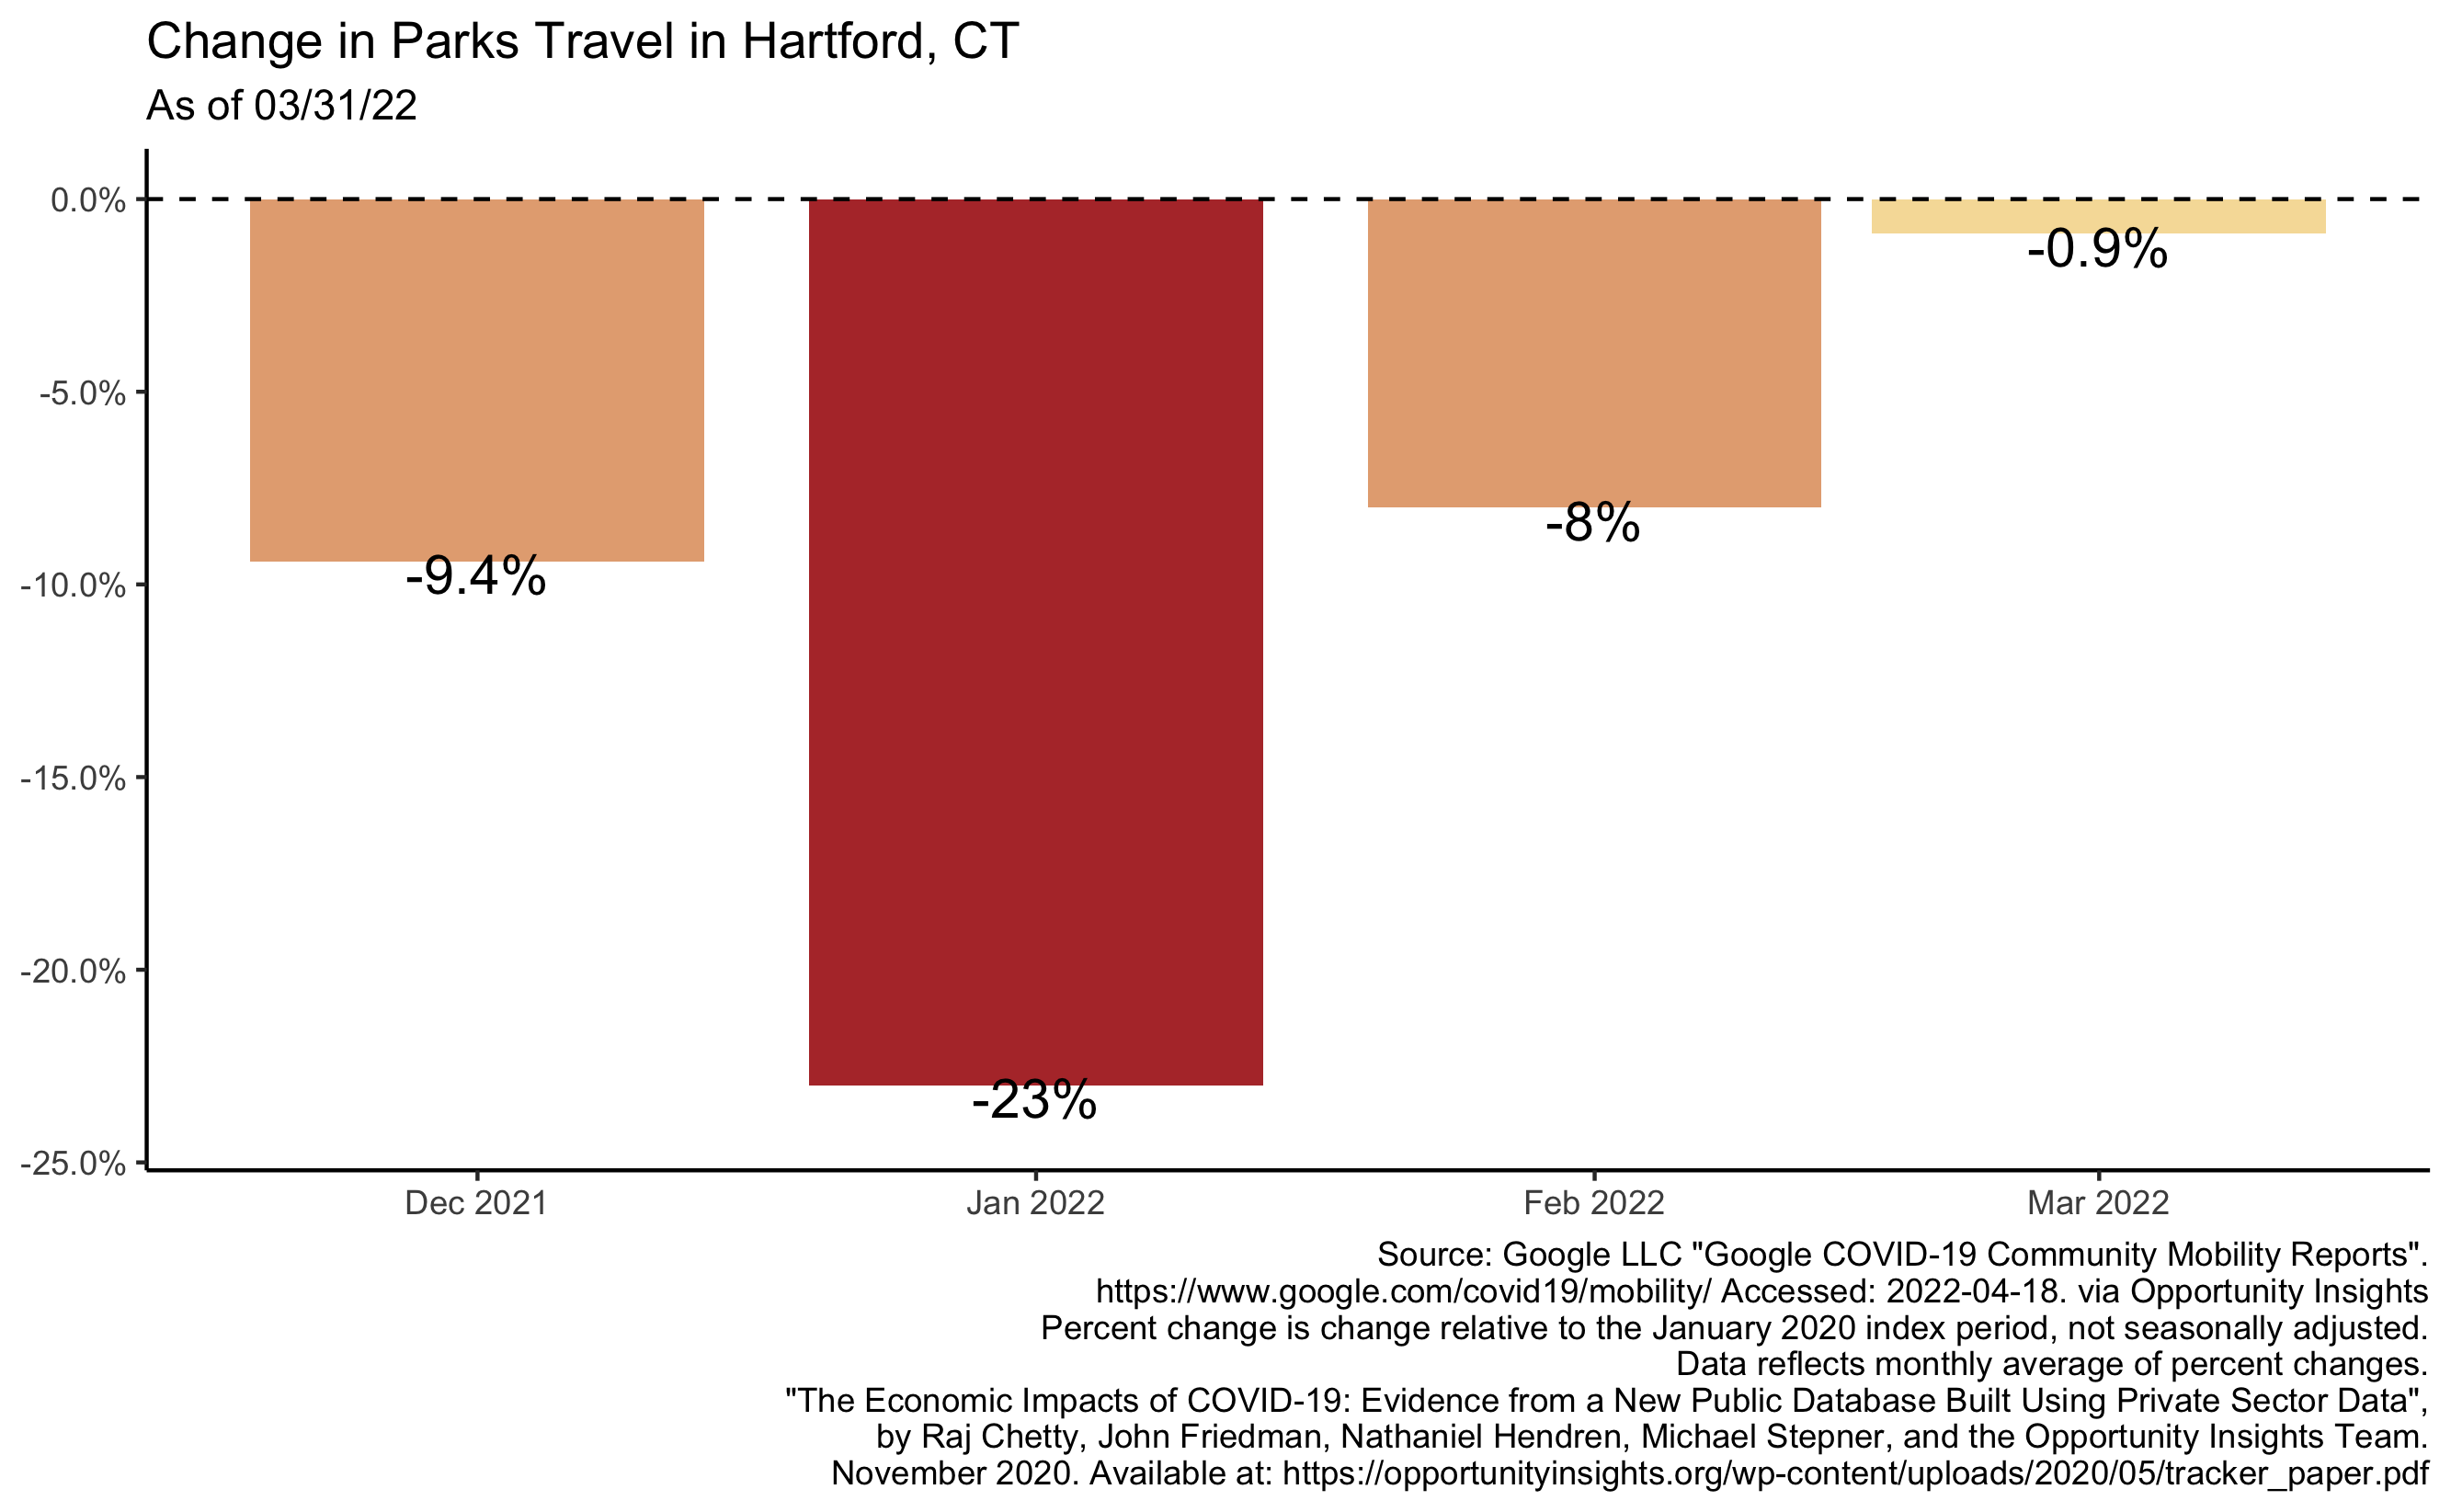 Change in Parks Travel in Hartford, CT
As of 03/31/22
0.0%
-5.0%
-10.0%
-15.0%
-20.0%
-25.0%
-9.4%
-23%
-8%
-0.9%
Dec 2021
Jan 2022
Feb 2022
Mar 2022
Source: Google LLC "Google COVID-19 Community Mobility Reports".
https://www.google.com/covid19/mobility/ Accessed: 2022-04-18. via Opportunity Insights
Percent change is change relative to the January 2020 index period, not seasonally adjusted.
Data reflects monthly average of percent changes.
"The Economic Impacts of COVID-19: Evidence from a New Public Database Built Using Private Sector Data",
by Raj Chetty, John Friedman, Nathaniel Hendren, Michael Stepner, and the Opportunity Insights Team.
November 2020. Available at: https://opportunityinsights.org/wp-content/uploads/2020/05/tracker_paper.pdf